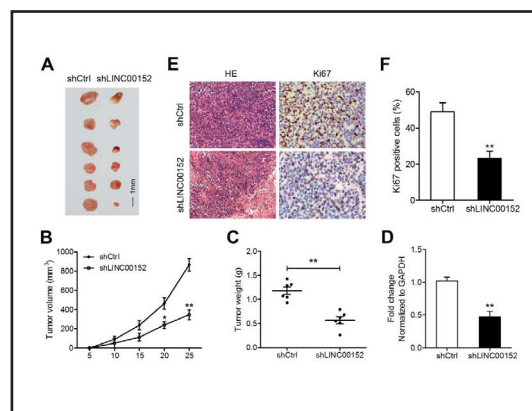 A
shCtrl shLINC00152
1mm
E
HE
Ki67
shCtrl
shLINC00152
F
Ki67 positive cells (%)
60
40
20
0
**
shCtrl
shLINC00152
B
Tumor volume (mm³)
1000
800
600
400
200
0
shCtrl
shLINC00152
*
**
5 10 15 20 25
C
Tumor weight (g)
2.0
1.5
1.0
0.5
0.0
**
shCtrl
shLINC00152
D
Fold change
Normalized to GAPDH
1.5
1.0
0.5
0.0
**
shCtrl
shLINC00152